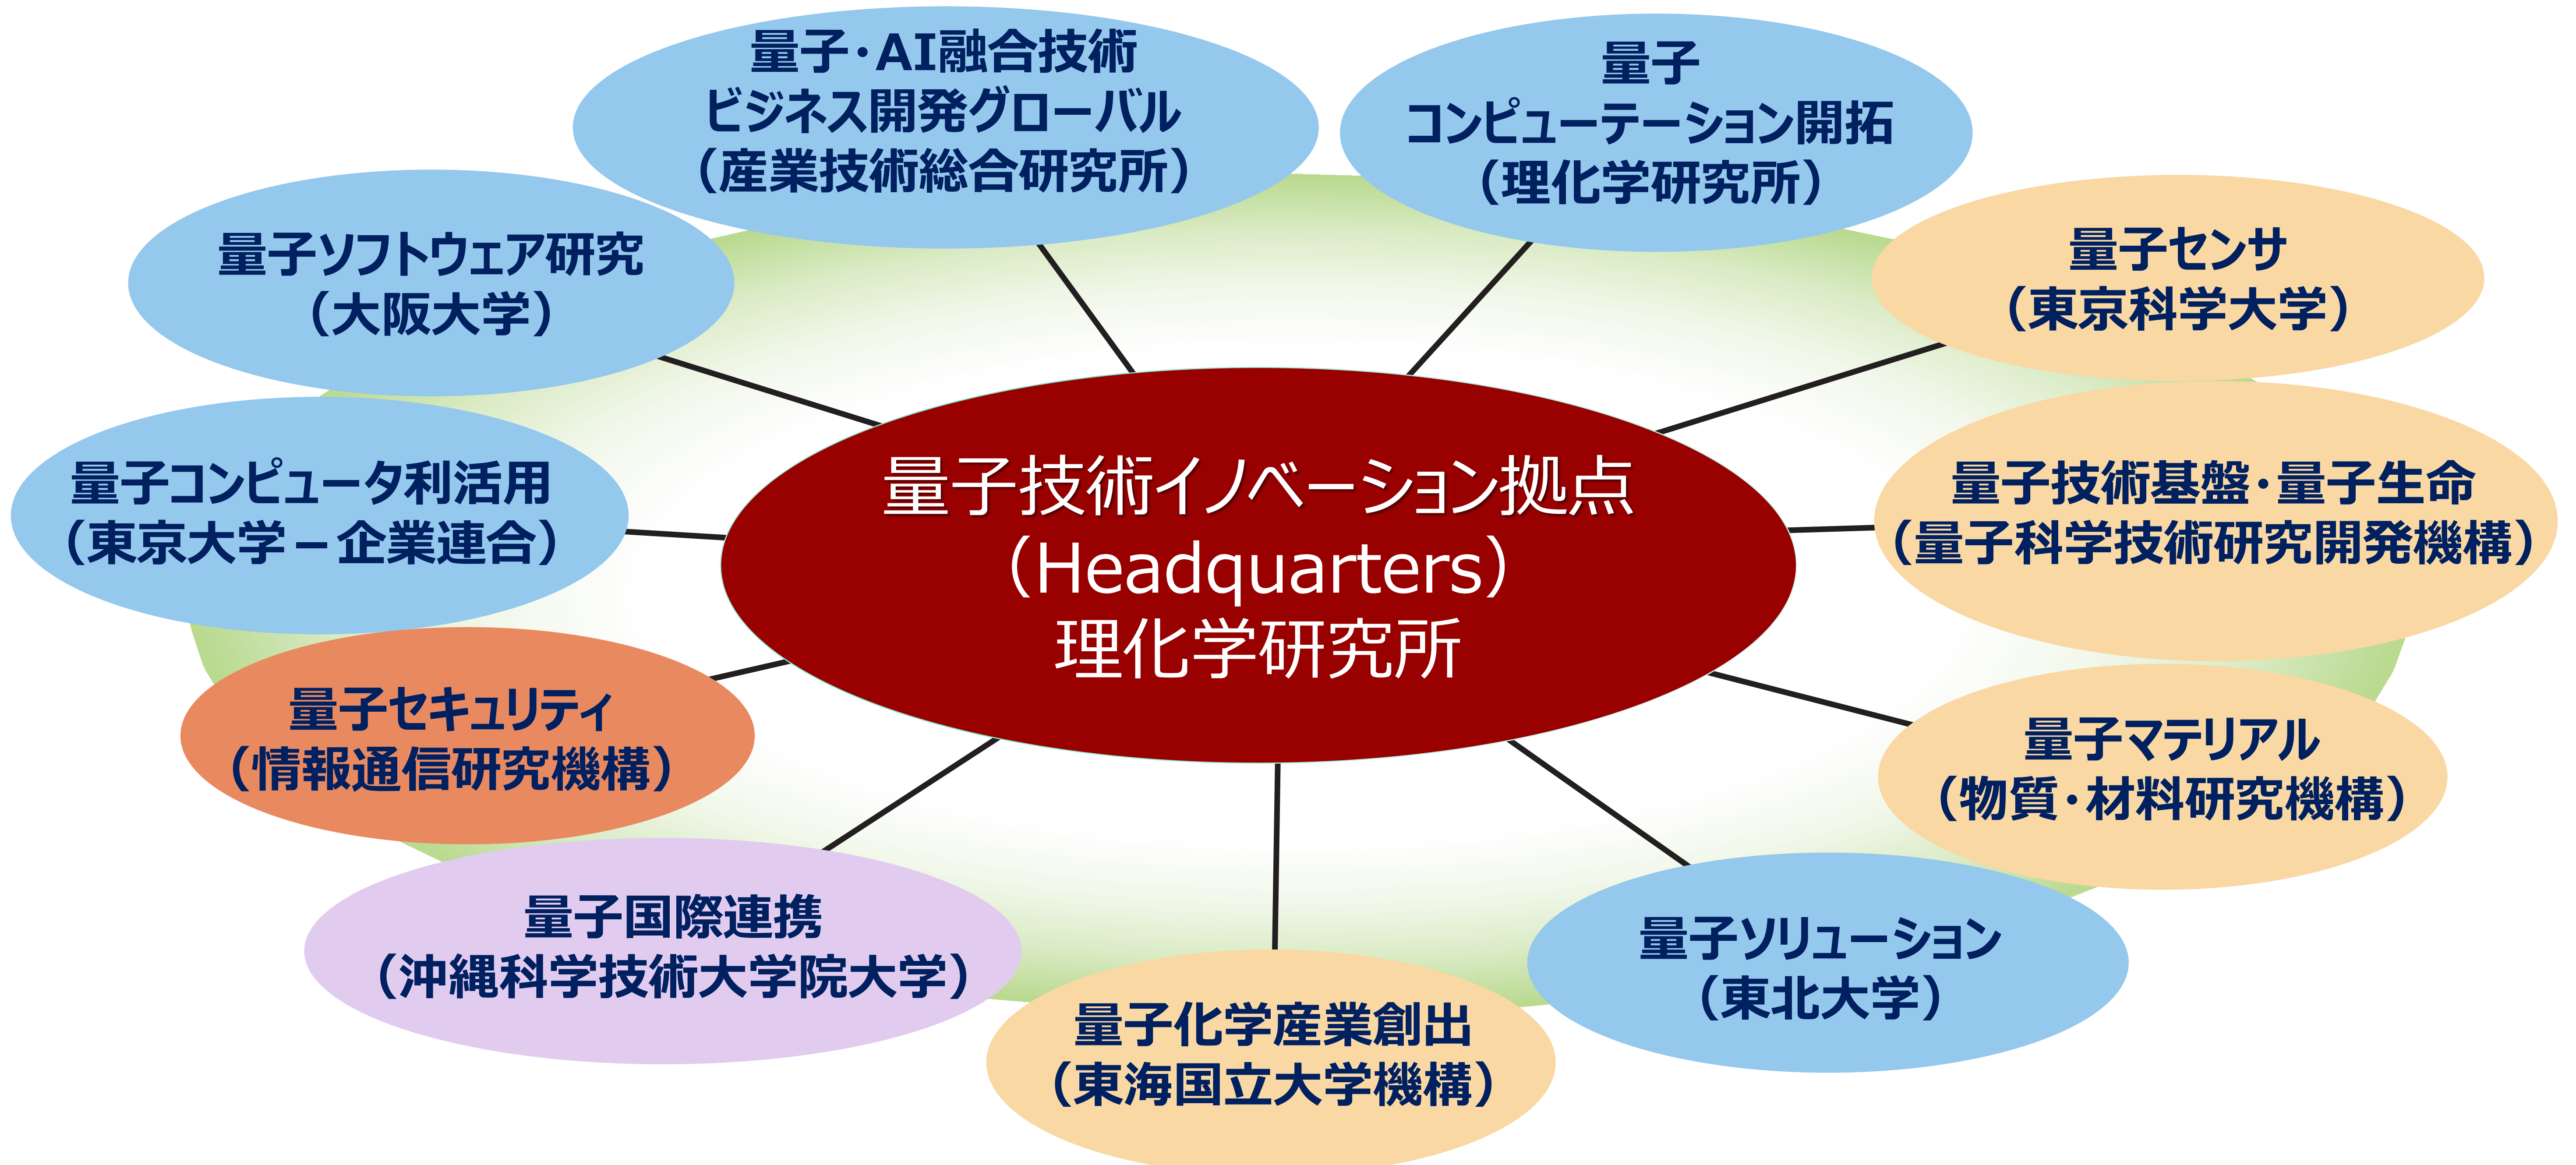 量子・AI融合技術
ビジネス開発グローバル
（産業技術総合研究所）
量子
コンピューテーション開拓
（理化学研究所）
量子ソフトウェア研究
（大阪大学）
量子センサ
（東京科学大学）
量子コンピュータ利活用
（東京大学－企業連合）
量子技術イノベーション拠点
（Headquarters）
理化学研究所
量子技術基盤・量子生命
（量子科学技術研究開発機構）
量子セキュリティ
（情報通信研究機構）
量子マテリアル
（物質・材料研究機構）
量子国際連携
（沖縄科学技術大学院大学）
量子ソリューション
（東北大学）
量子化学産業創出
（東海国立大学機構）